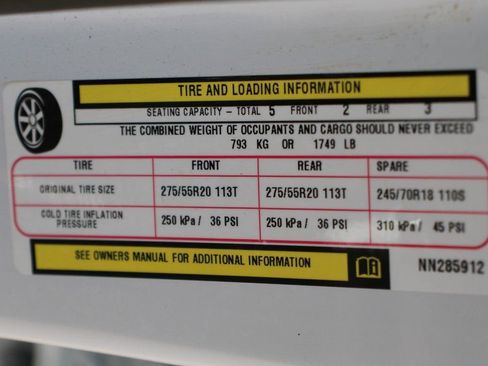 TIRE AND LOADING INFORMATION
SEATING CAPACITY – TOTAL 5 FRONT 2 REAR 3
THE COMBINED WEIGHT OF OCCUPANTS AND CARGO SHOULD NEVER EXCEED
793 KG OR 1749 LB
TIRE FRONT REAR SPARE
ORIGINAL TIRE SIZE 275/55R20 113T 275/55R20 113T 245/70R18 110S
COLD TIRE INFLATION PRESSURE 250 kPa / 36 PSI 250 kPa / 36 PSI 310 kPa / 45 PSI
SEE OWNERS MANUAL FOR ADDITIONAL INFORMATION
NN285912